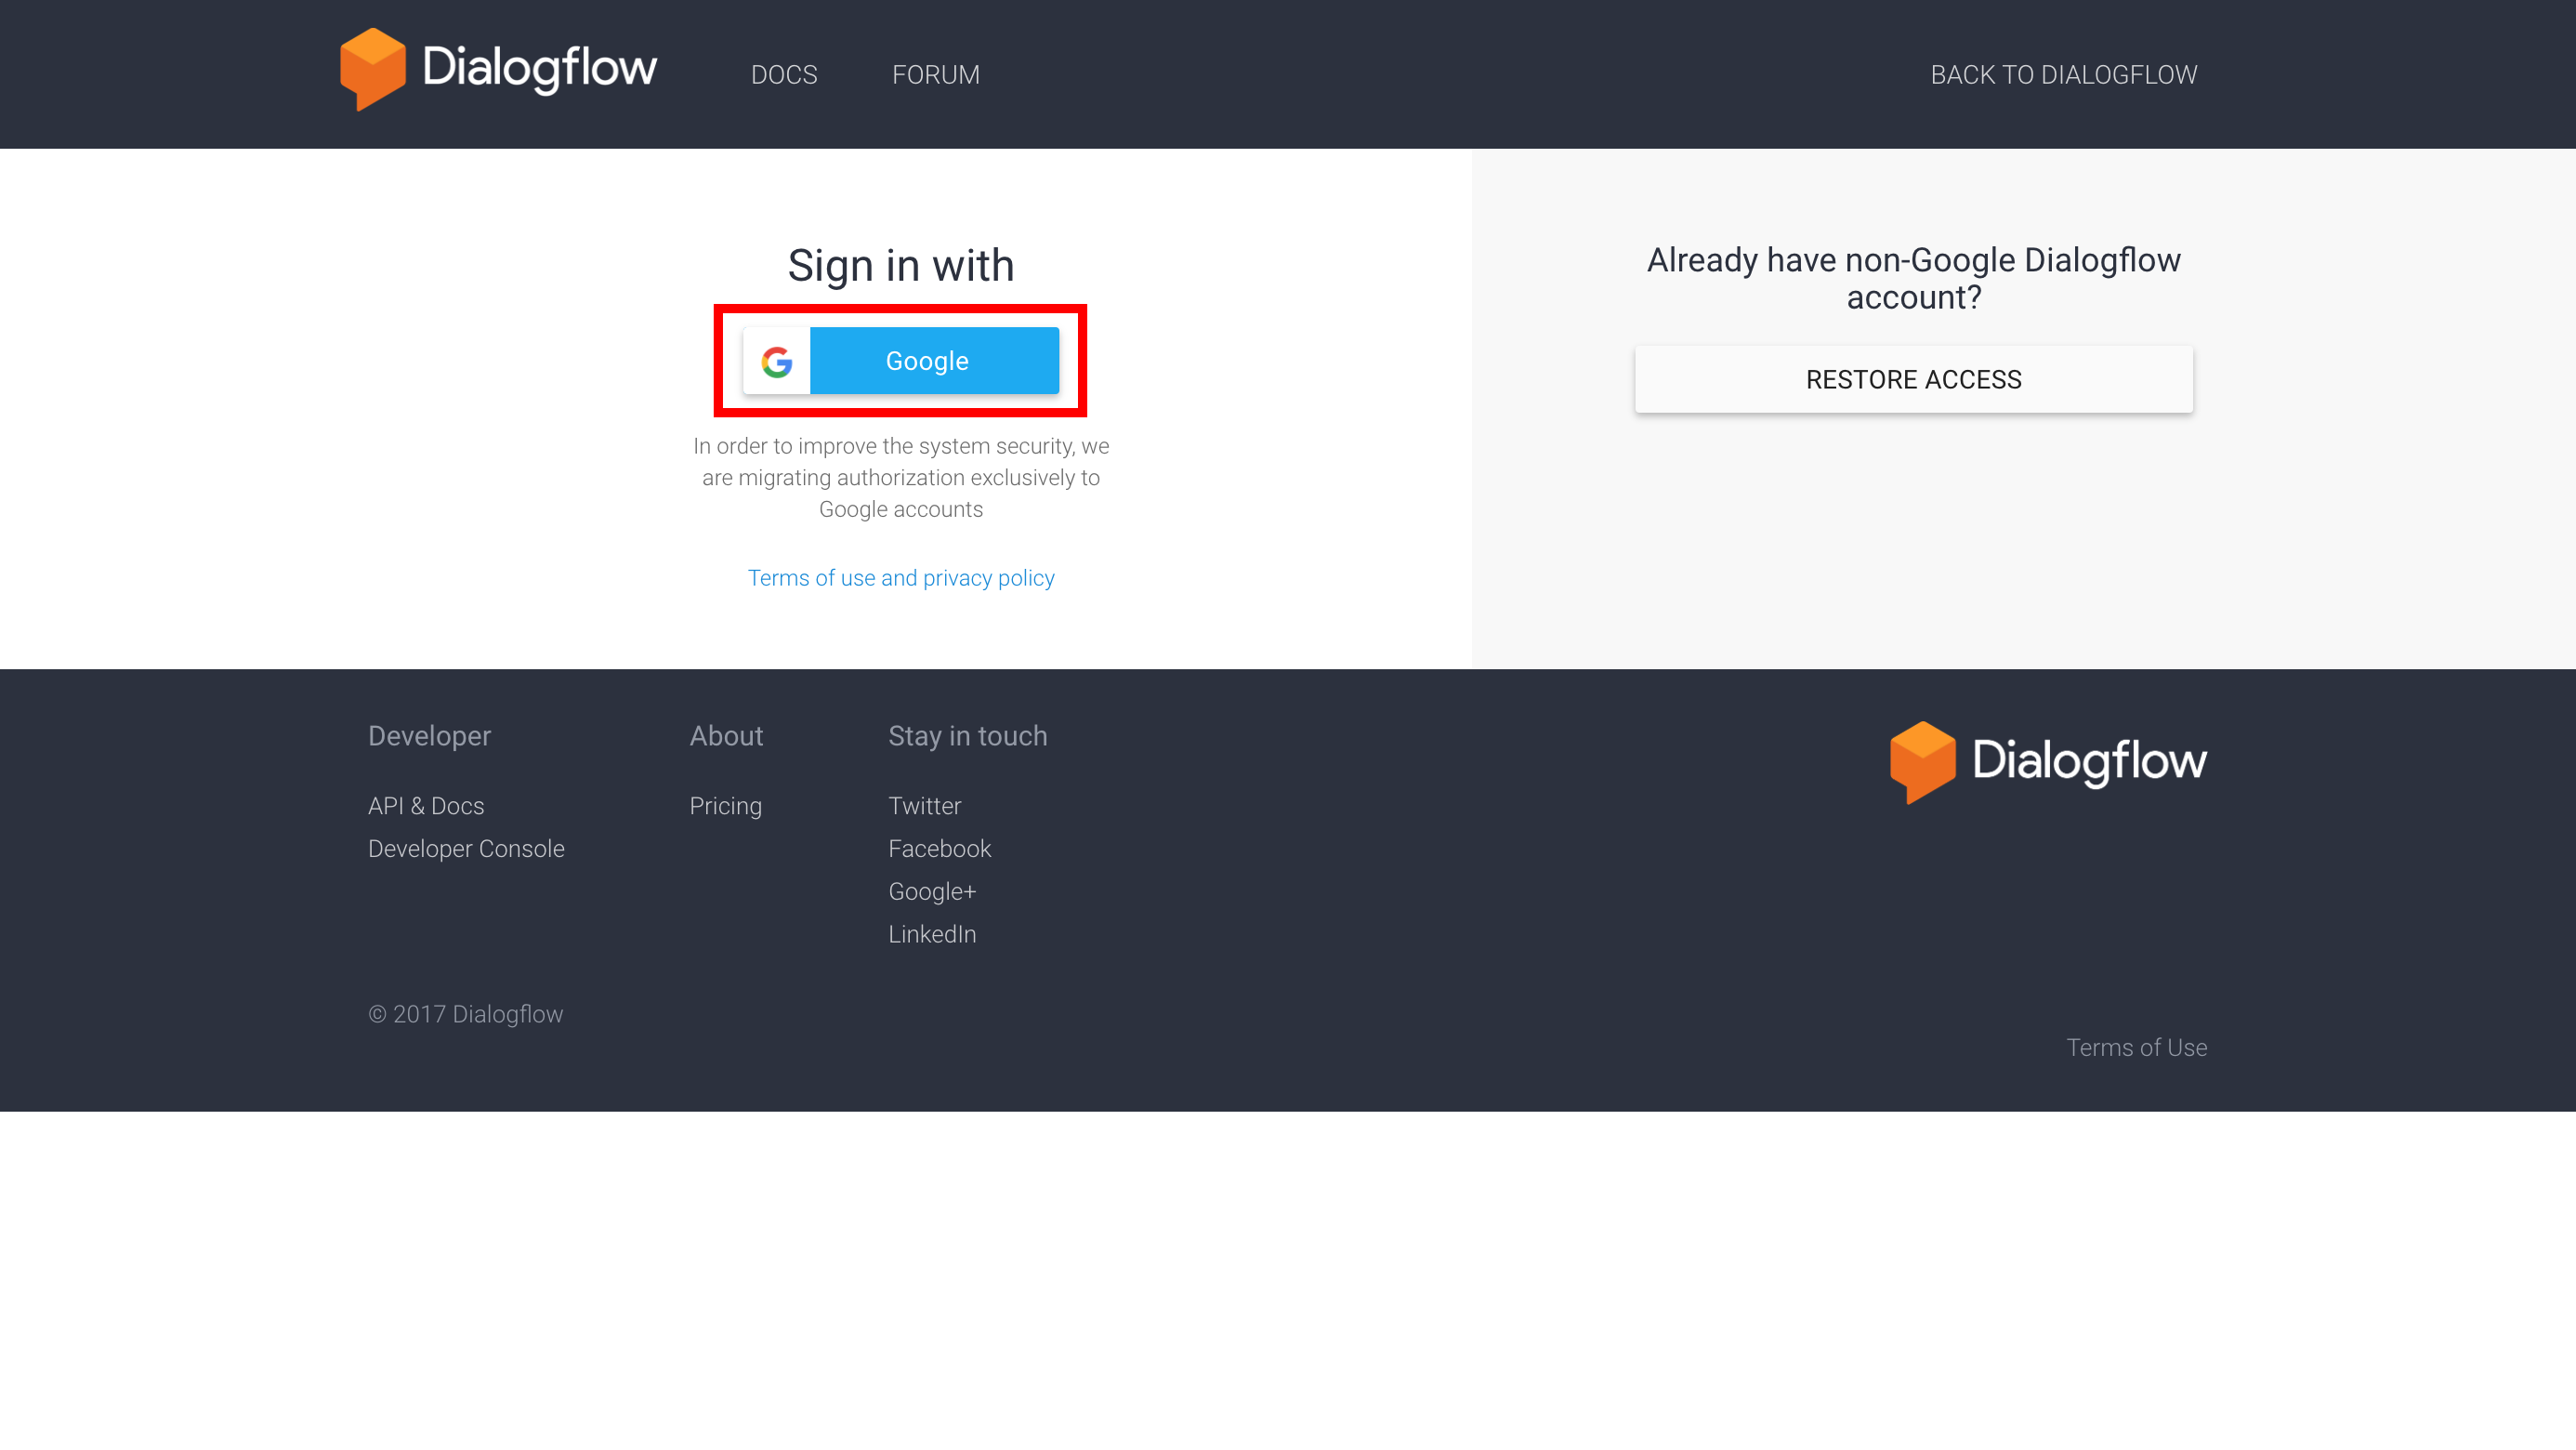 Dialogflow
DOCS
FORUM
BACK TO DIALOGFLOW
Sign in with
Google
In order to improve the system security, we
are migrating authorization exclusively to
Google accounts
Terms of use and privacy policy
Already have non-Google Dialogflow
account?
RESTORE ACCESS
Developer
API & Docs
Developer Console
About
Pricing
Stay in touch
Twitter
Facebook
Google+
LinkedIn
Dialogflow
© 2017 Dialogflow
Terms of Use